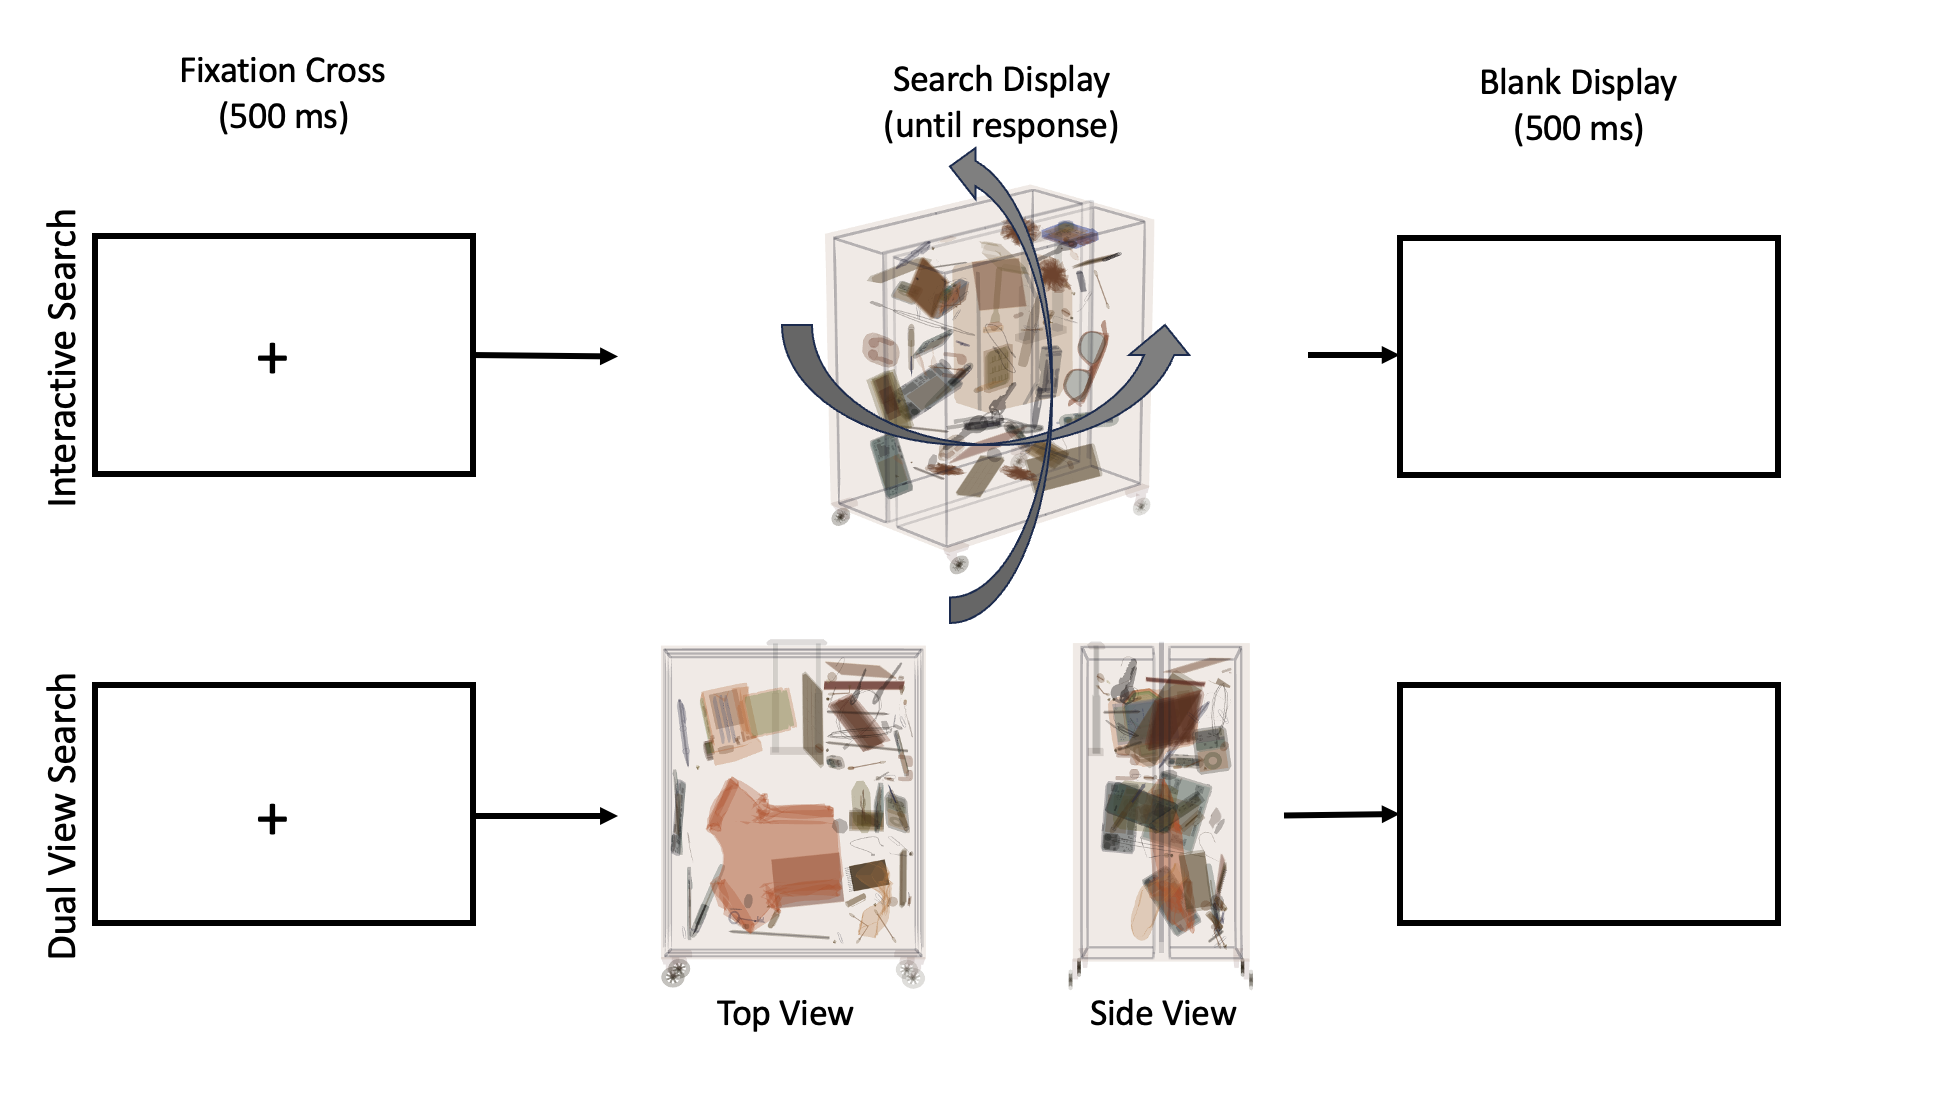 Fixation Cross
(500 ms)
Search Display
(until response)
Blank Display
(500 ms)
Interactive Search
+
Dual View Search
+
Top View
Side View